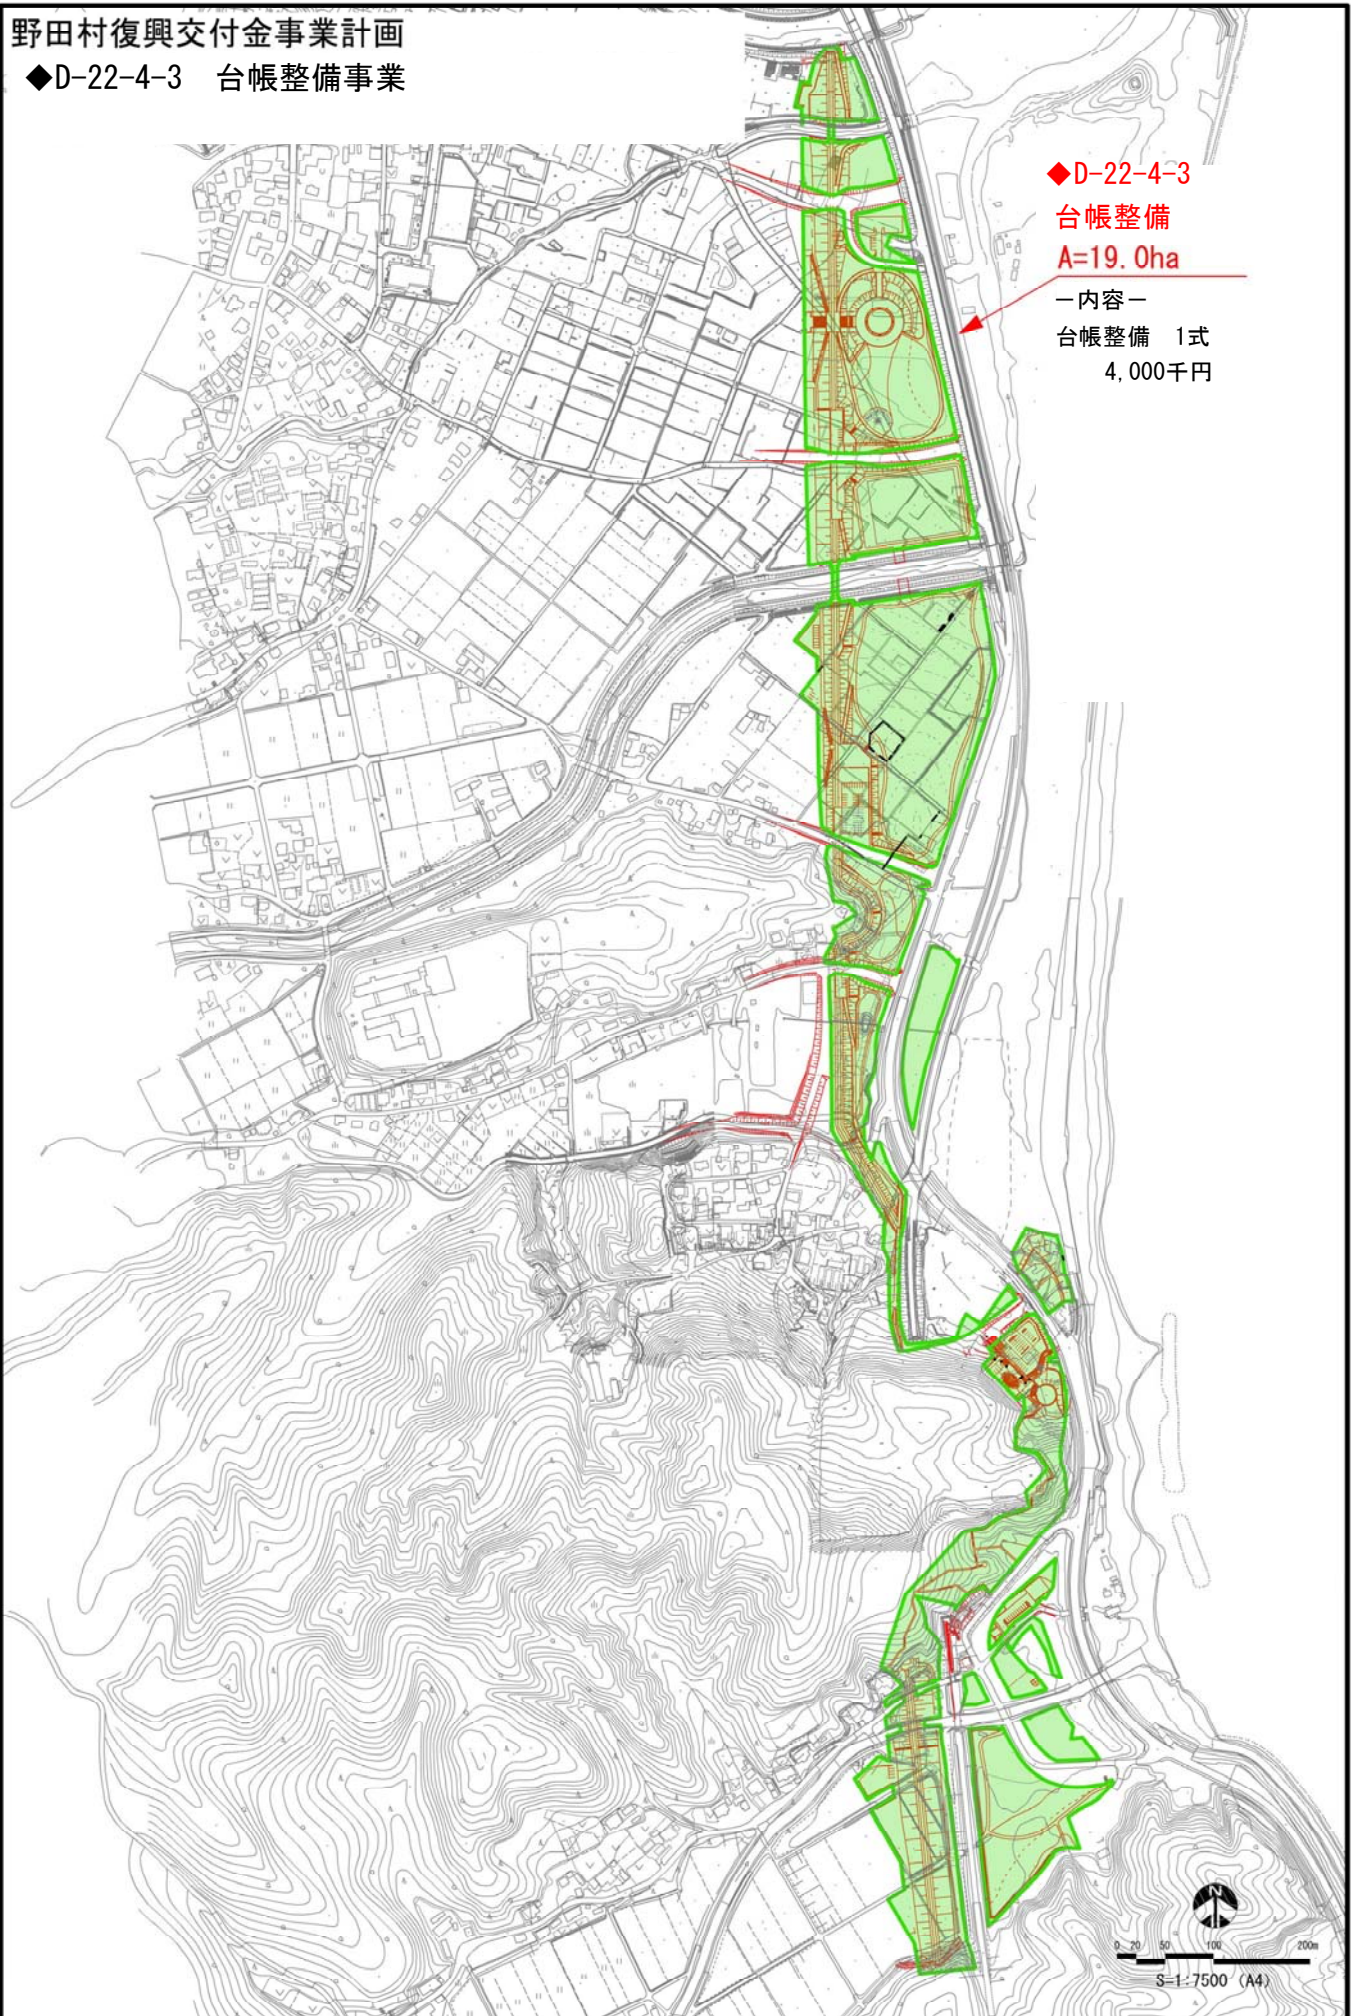 野田村復興交付金事業計画
◆D-22-4-3　台帳整備事業
◆D-22-4-3
台帳整備
A=19.0ha
－内容－
台帳整備　1式
4,000千円
N
0 20 50 100 200m
S=1:7500 (A4)